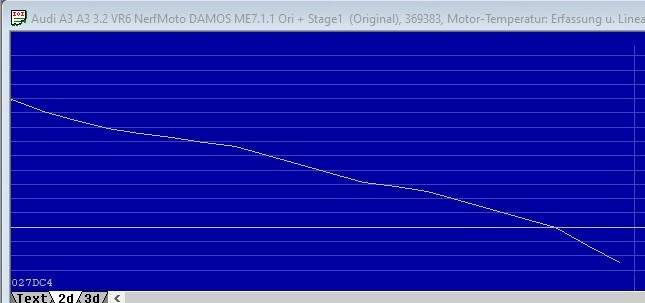 Audi A3 A3 3.2 VR6 NerfMoto DAMOS ME7.1.1 Ori + Stage1 (Original), 369383, Motor-Temperatur: Erfassung u. Linea
027DC4
Text 2d 3d <